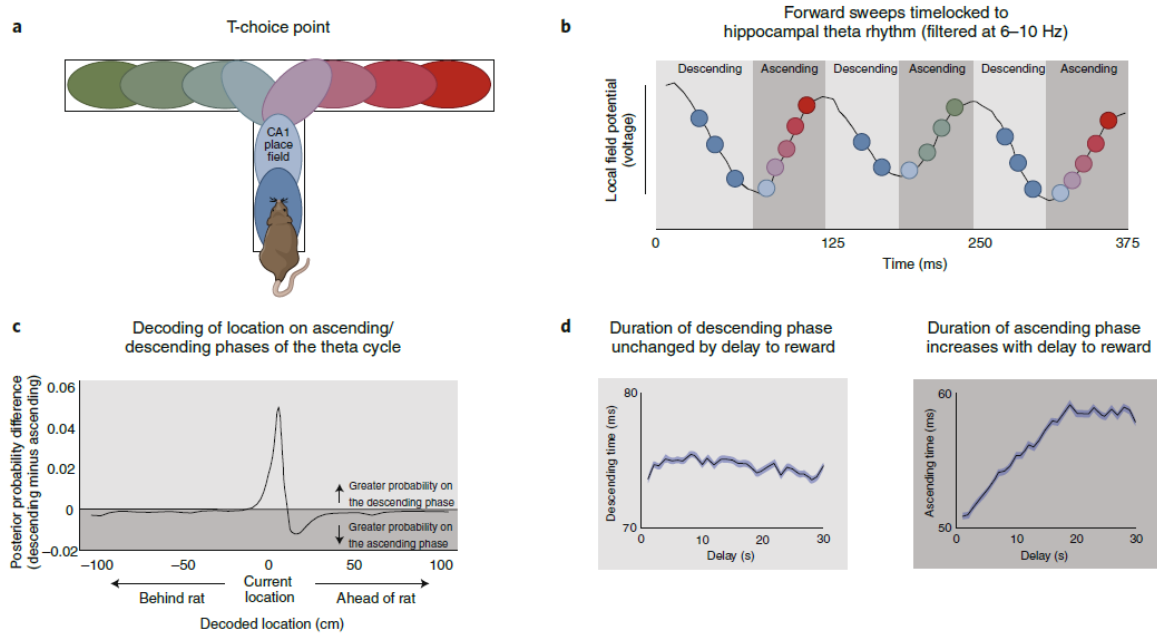 a
T-choice point
CA1
place
field
b
Forward sweeps timelocked to
hippocampal theta rhythm (filtered at 6–10 Hz)
Descending Ascending Descending Ascending Descending Ascending
Local field potential
(voltage)
0 125 250 375
Time (ms)
c
Decoding of location on ascending/
descending phases of the theta cycle
Posterior probability difference
(descending minus ascending)
0.06
0.04
0.02
0
–0.02
Greater probability on
the descending phase
Greater probability on
the ascending phase
–100 –50 0 50 100
Behind rat
Current
location
Ahead of rat
Decoded location (cm)
d
Duration of descending phase
unchanged by delay to reward
Descending time (ms)
80
70
0 10 20 30
Delay (s)
Duration of ascending phase
increases with delay to reward
Ascending time (ms)
60
50
0 10 20 30
Delay (s)